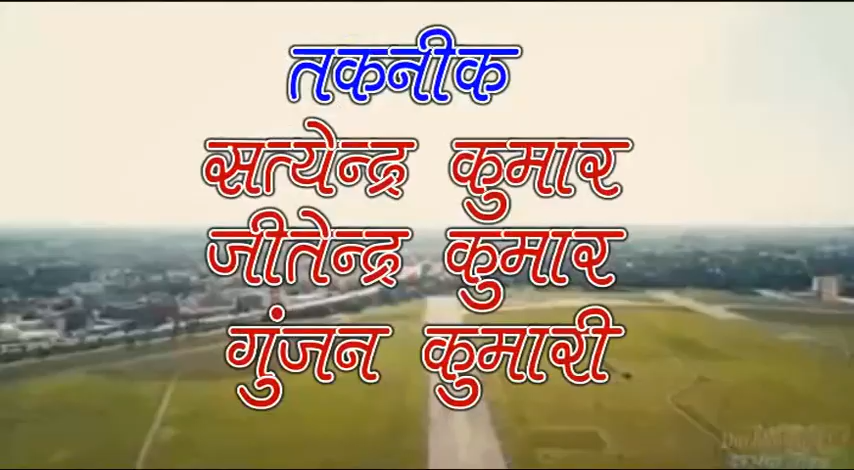 तकनीक
सत्येन्द्र कुमार
जीतेन्द्र कुमार
गुंजन कुमारी